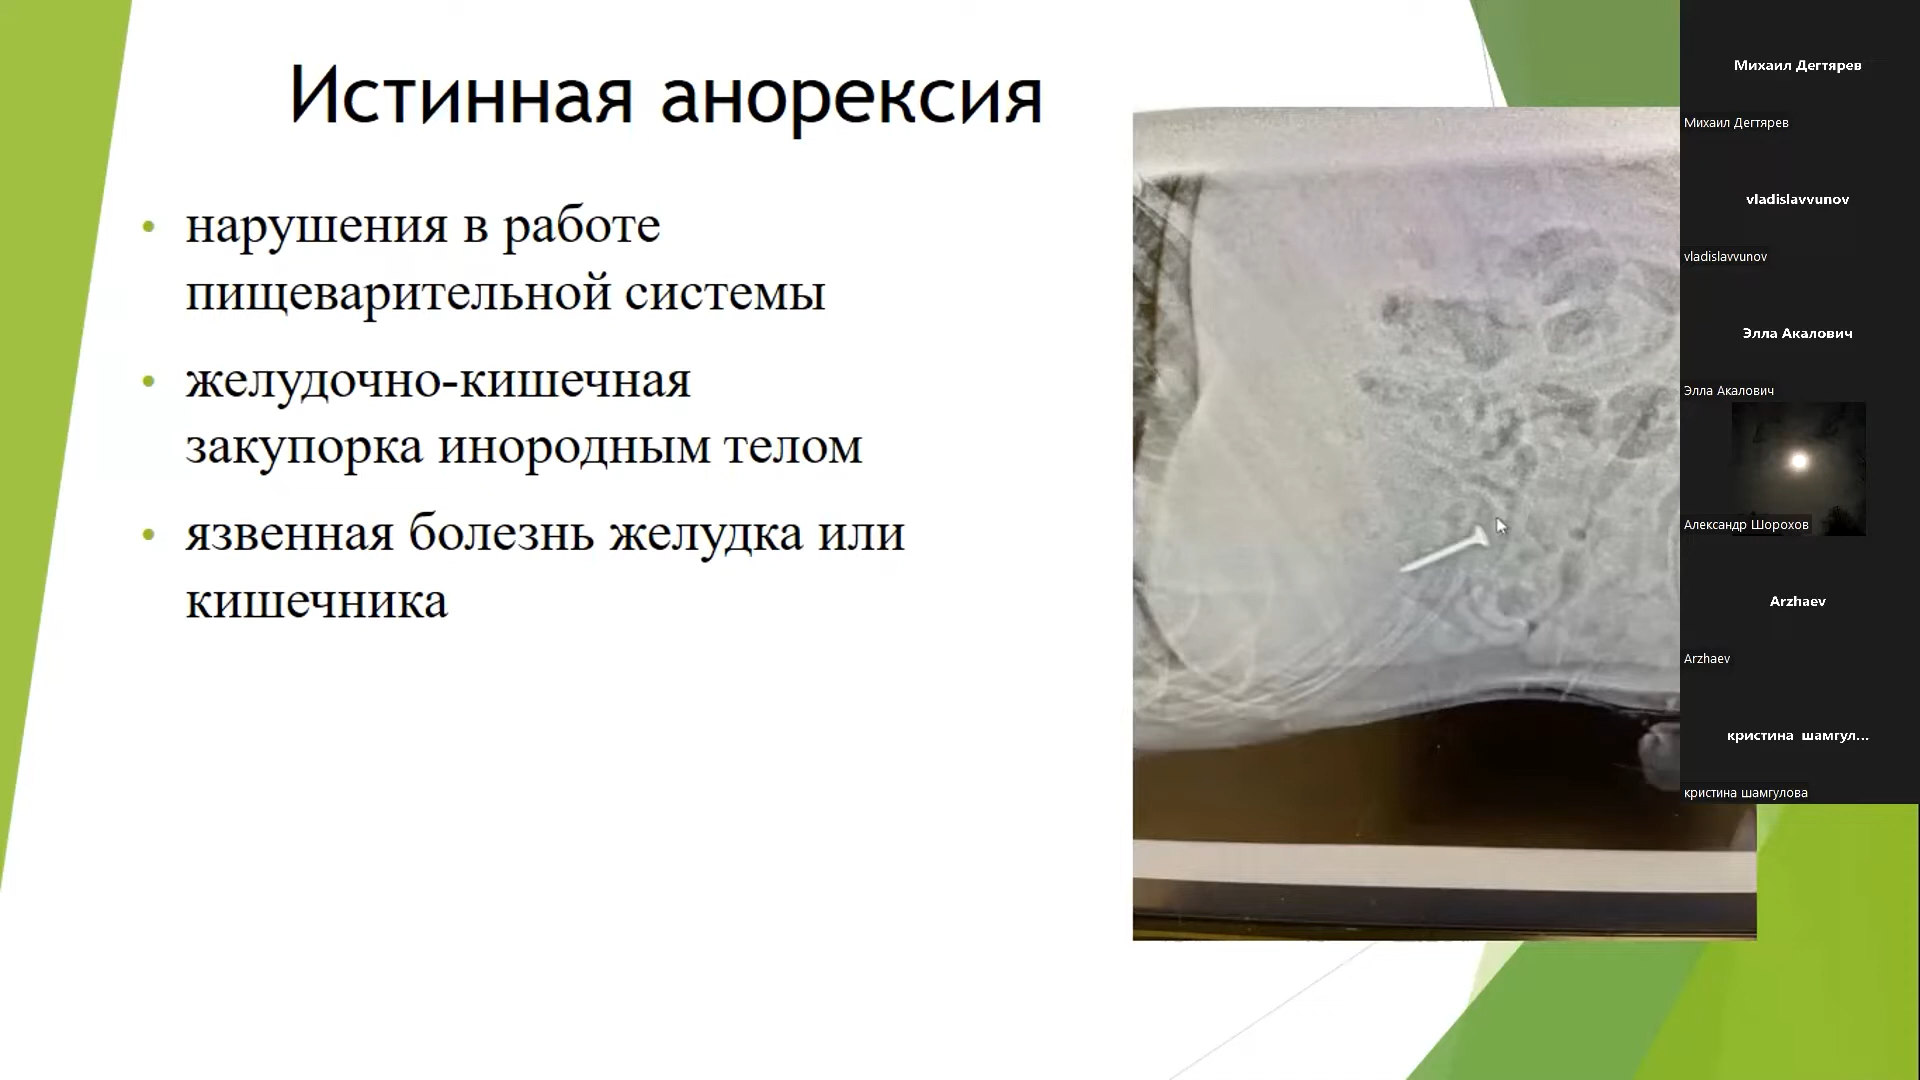 Истинная анорексия
• нарушения в работе
пищеварительной системы
• желудочно-кишечная
закупорка инородным телом
• язвенная болезнь желудка или
кишечника
Михаил Дегтярев
Михаил Дегтярев
vladislavvunov
vladislavvunov
Элла Акалович
Элла Акалович
Александр Шорохов
Arzhaev
Arzhaev
кристина шамгул...
кристина шамгулова